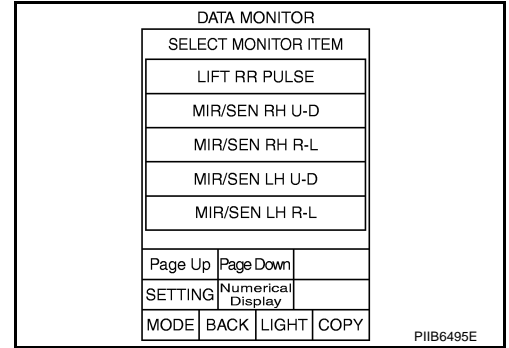 DATA MONITOR
SELECT MONITOR ITEM
LIFT RR PULSE
MIR/SEN RH U-D
MIR/SEN RH R-L
MIR/SEN LH U-D
MIR/SEN LH R-L
Page Up Page Down
SETTING Numerical Display
MODE BACK LIGHT COPY
PIIB6495E